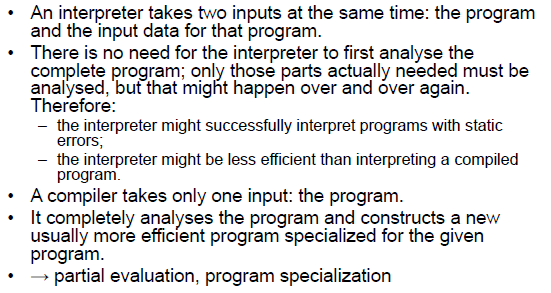 • An interpreter takes two inputs at the same time: the program
and the input data for that program.
• There is no need for the interpreter to first analyse the
complete program; only those parts actually needed must be
analysed, but that might happen over and over again.
Therefore:
– the interpreter might successfully interpret programs with static
errors;
– the interpreter might be less efficient than interpreting a compiled
program.
• A compiler takes only one input: the program.
• It completely analyses the program and constructs a new
usually more efficient program specialized for the given
program.
• → partial evaluation, program specialization